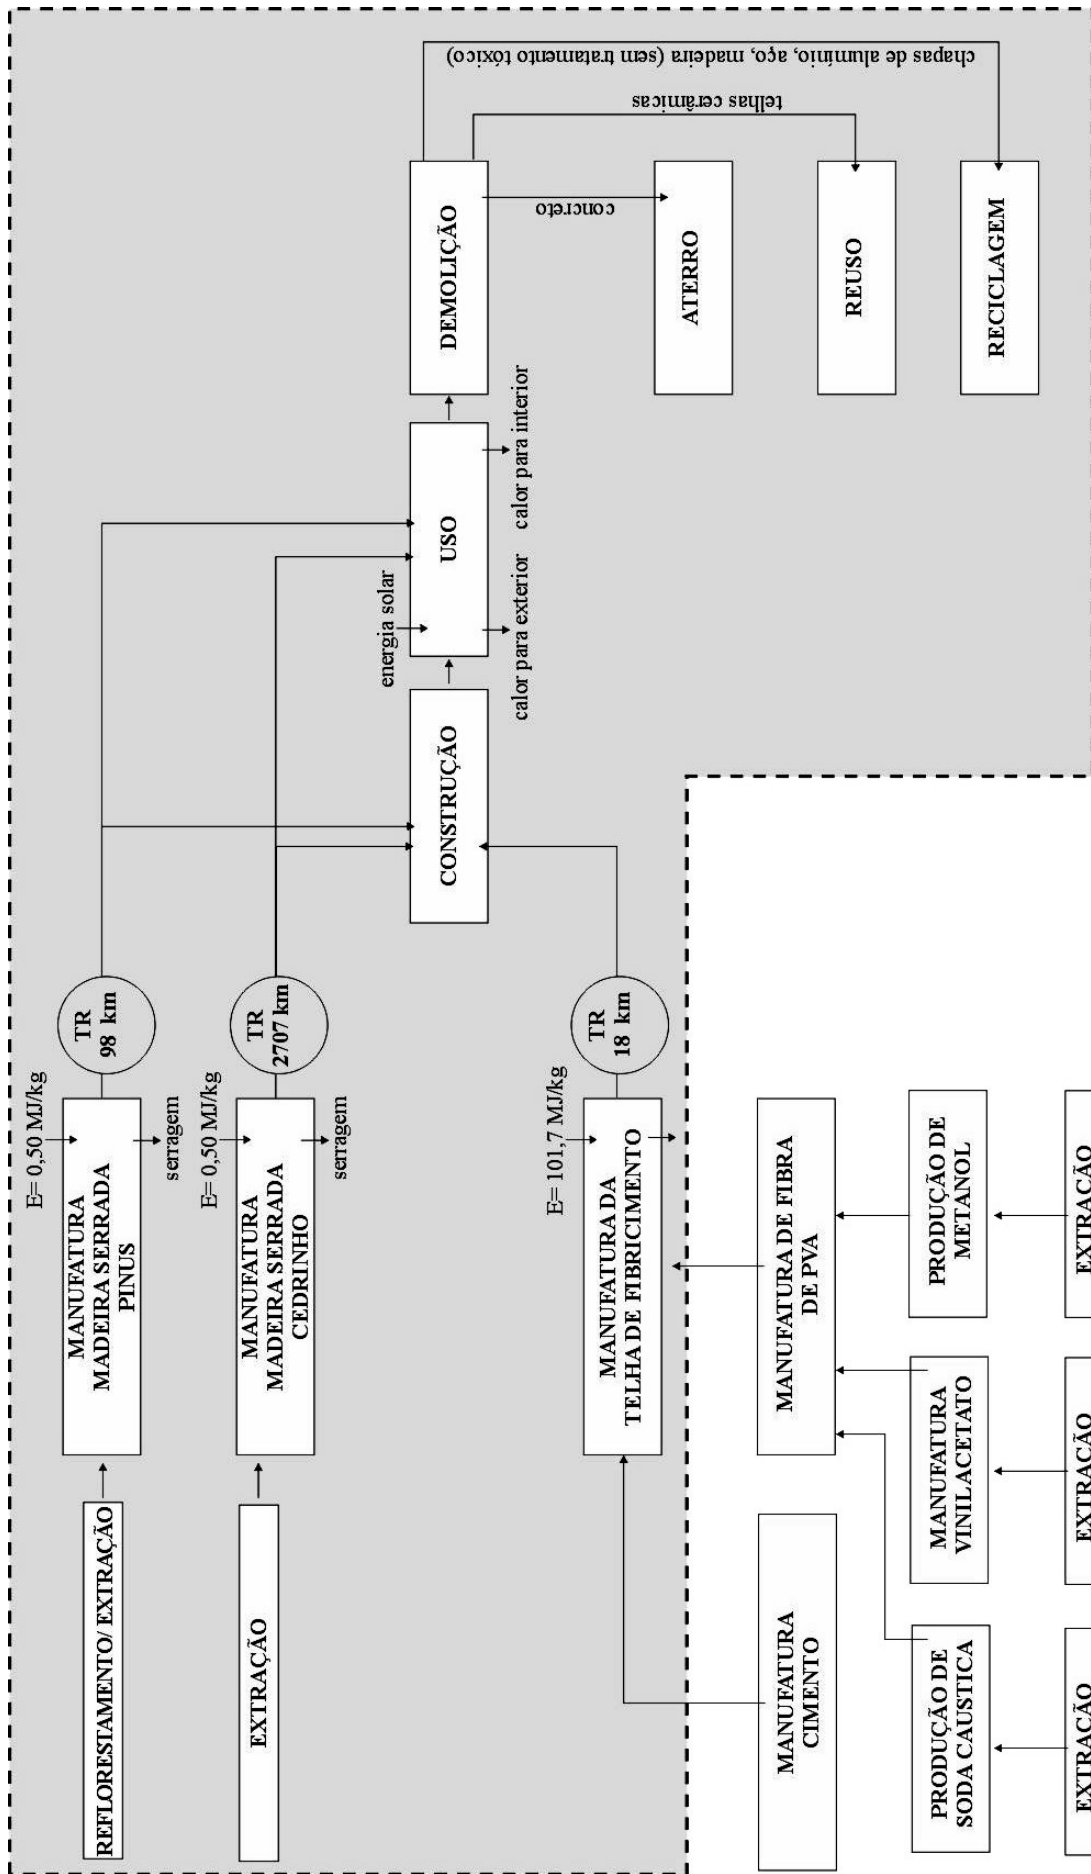 E= 0,50 MJ/kg
REFLORESTAMENTO/ EXTRAÇÃO
MANUFATURA
MADEIRA SERRADA
PINUS
serragem
TR
98 km
E= 0,50 MJ/kg
EXTRAÇÃO
MANUFATURA
MADEIRA SERRADA
CEDRINHO
serragem
TR
2707 km
energia solar
CONSTRUÇÃO
USO
DEMOLIÇÃO
calor para exterior
calor para interior
chapas de alumínio, aço, madeira (sem tratamento tóxico)
telhas cerâmicas
concreto
ATERRO
REUSO
RECICLAGEM
E= 101,7 MJ/kg
MANUFATURA DA
TELHA DE FIBRICIMENTO
TR
18 km
MANUFATURA
CIMENTO
MANUFATURA DE FIBRA
DE PVA
PRODUÇÃO DE
SODA CAUSTICA
MANUFATURA
VINILACETATO
PRODUÇÃO DE
METANOL
EXTRAÇÃO
EXTRAÇÃO
EXTRAÇÃO